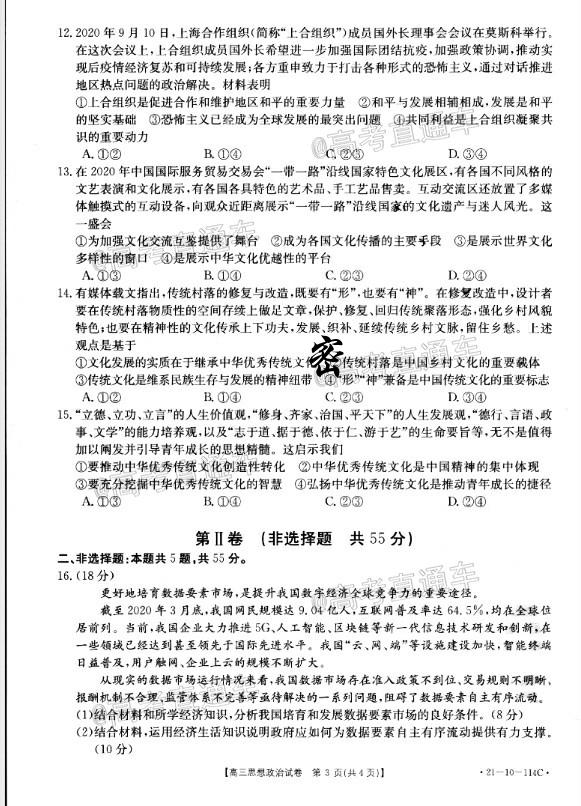 12. 2020 年 9 月 10 日,上海合作组织(简称“上合组织”)成员国外长理事会会议在莫斯科举行。
在这次会议上,上合组织成员国外长希望进一步加强国际团结抗疫,加强政策协调,推动实
现后疫情经济复苏和可持续发展;各方重申致力于打击各种形式的恐怖主义,通过对话推进
地区热点问题的政治解决。材料表明
①上合组织是促进合作和维护地区和平的重要力量 ②和平与发展相辅相成,发展是和平
的坚实基础 ③恐怖主义已经成为全球发展的最突出问题 ④共同利益是上合组织凝聚共
识的重要动力
A. ①② B. ①④ C. ②③ D. ③④
13. 在 2020 年中国国际服务贸易交易会“一带一路”沿线国家特色文化展区,有各国不同风格的
文艺表演和文化展示,有各国各具特色的艺术品、手工艺品售卖。互动交流区还放置了多媒
体触摸式的互动设备,向观众近距离展示“一带一路”沿线国家的文化遗产与迷人风光。这
一盛会
①为加强文化交流互鉴提供了舞台 ②成为各国文化传播的主要手段 ③是展示世界文化
多样性的窗口 ④是展示中华文化优越性的平台
A. ①③ B. ①④ C. ②③ D. ②④
14. 有媒体载文指出,传统村落的修复与改造,既要有“形”,也要有“神”。在修复改造中,设计者
要在传统村落物质性的空间存续上做足文章,保护、修复、回归传统聚落形态,强化乡村风貌
特色;也要在精神性的文化传承上下功夫,发展、织补、延续传统乡村文脉,留住乡愁。上述
观点是基于
①文化发展的实质在于继承中华优秀传统文化 ②传统村落是中国乡村文化的重要载体
③传统文化是维系民族生存与发展的精神纽带 ④“形”“神”兼备是中国传统文化的重要标志
A. ①② B. ①④ C. ②③ D. ③④
密
15. “立德、立功、立言”的人生价值观,“修身、齐家、治国、平天下”的人生发展观,“德行、言语、政
事、文学”的能力培养观,以及“志于道、据于德、依于仁、游于艺”的生命要旨等,无不是值得
加以阐发并引导青年成长的思想精髓。这启示我们
①要推动中华优秀传统文化创造性转化 ②中华优秀传统文化是中国精神的集中体现
③要充分挖掘中华优秀传统文化的智慧 ④弘扬中华优秀传统文化是推动青年成长的捷径
A. ①③ B. ①④ C. ②③ D. ②④
第Ⅱ卷 (非选择题 共 55 分)
二、非选择题:本题共 5 题,共 55 分。
16. (18 分)
更好地培育数据要素市场,是提升我国数字经济全球竞争力的重要途径。
截至 2020 年 3 月底,我国网民规模达 9.04 亿人,互联网普及率达 64.5%,均在全球位
居前列。当前,我国企业大力推进 5G、人工智能、区块链等新一代信息技术研发和创新,在
一些领域已经达到甚至领先于国际先进水平。我国“云、网、端”等设施建设加快,智能终端
日益普及,用户触网、企业上云的规模不断扩大。
从现实的数据市场运行情况来看,我国数据市场存在准入政策不到位、交易规则不明晰、
报酬机制不合理、监管体系不完善等亟待解决的一系列问题,阻碍了数据要素自主有序流动。
(1)结合材料和所学经济知识,分析我国培育和发展数据要素市场的良好条件。(8 分)
(2)结合材料,运用经济生活知识说明政府应如何为数据要素自主有序流动提供有力支撑。
(10 分)
【高三思想政治试卷 第 3 页(共 4 页)】 ·21-10-114C·
@高考直通车